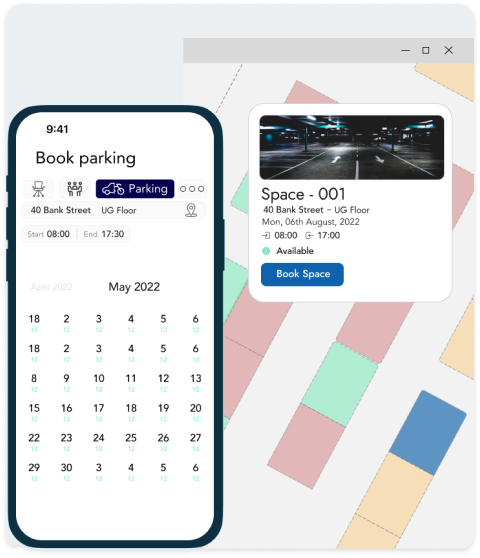 9:41
Book parking
Parking
40 Bank Street UG Floor
Start 08:00 End 17:30
April 2022 May 2022
18 2 3 4 5 6
12 12 12 12 12 12
18 2 3 4 5 6
12 12 12 12 12 12
8 9 10 11 12 13
12 12 12 12 12 12
15 16 17 18 19 20
12 12 12 12 12 12
22 23 24 25 26 27
12 12 12 12 12 12
29 30 3 4 5 6
12 12 12 12 12 12
Space - 001
40 Bank Street - UG Floor
Mon, 06th August, 2022
08:00 17:00
Available
Book Space